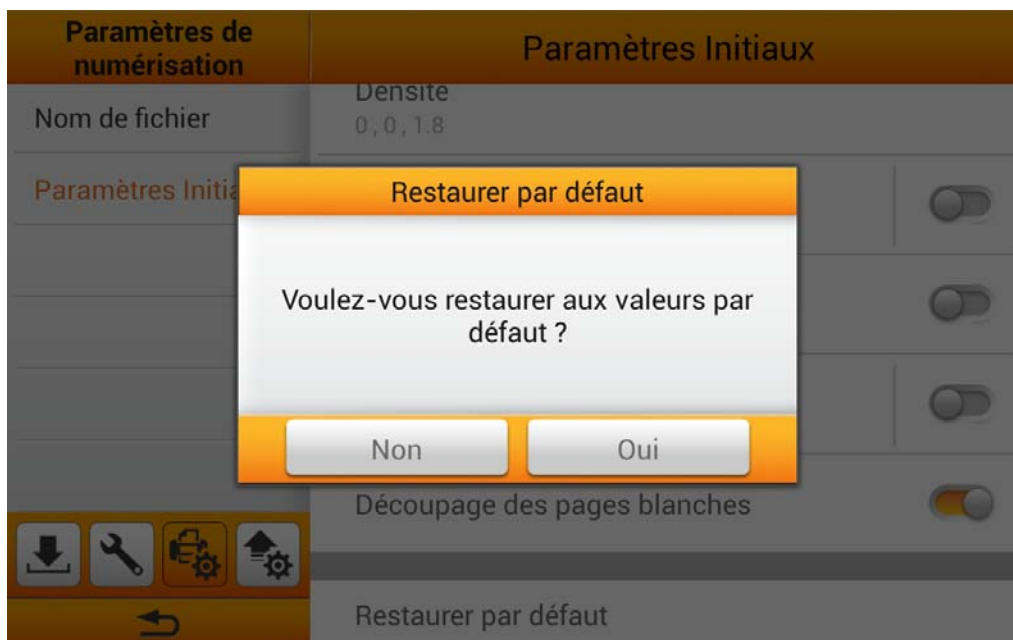 Paramètres de
numérisation
Paramètres Initiaux
Nom de fichier
Densité
0 , 0 , 1.8
Paramètres Initia
Restaurer par défaut
Voulez-vous restaurer aux valeurs par
défaut ?
Non
Oui
Découpage des pages blanches
Restaurer par défaut